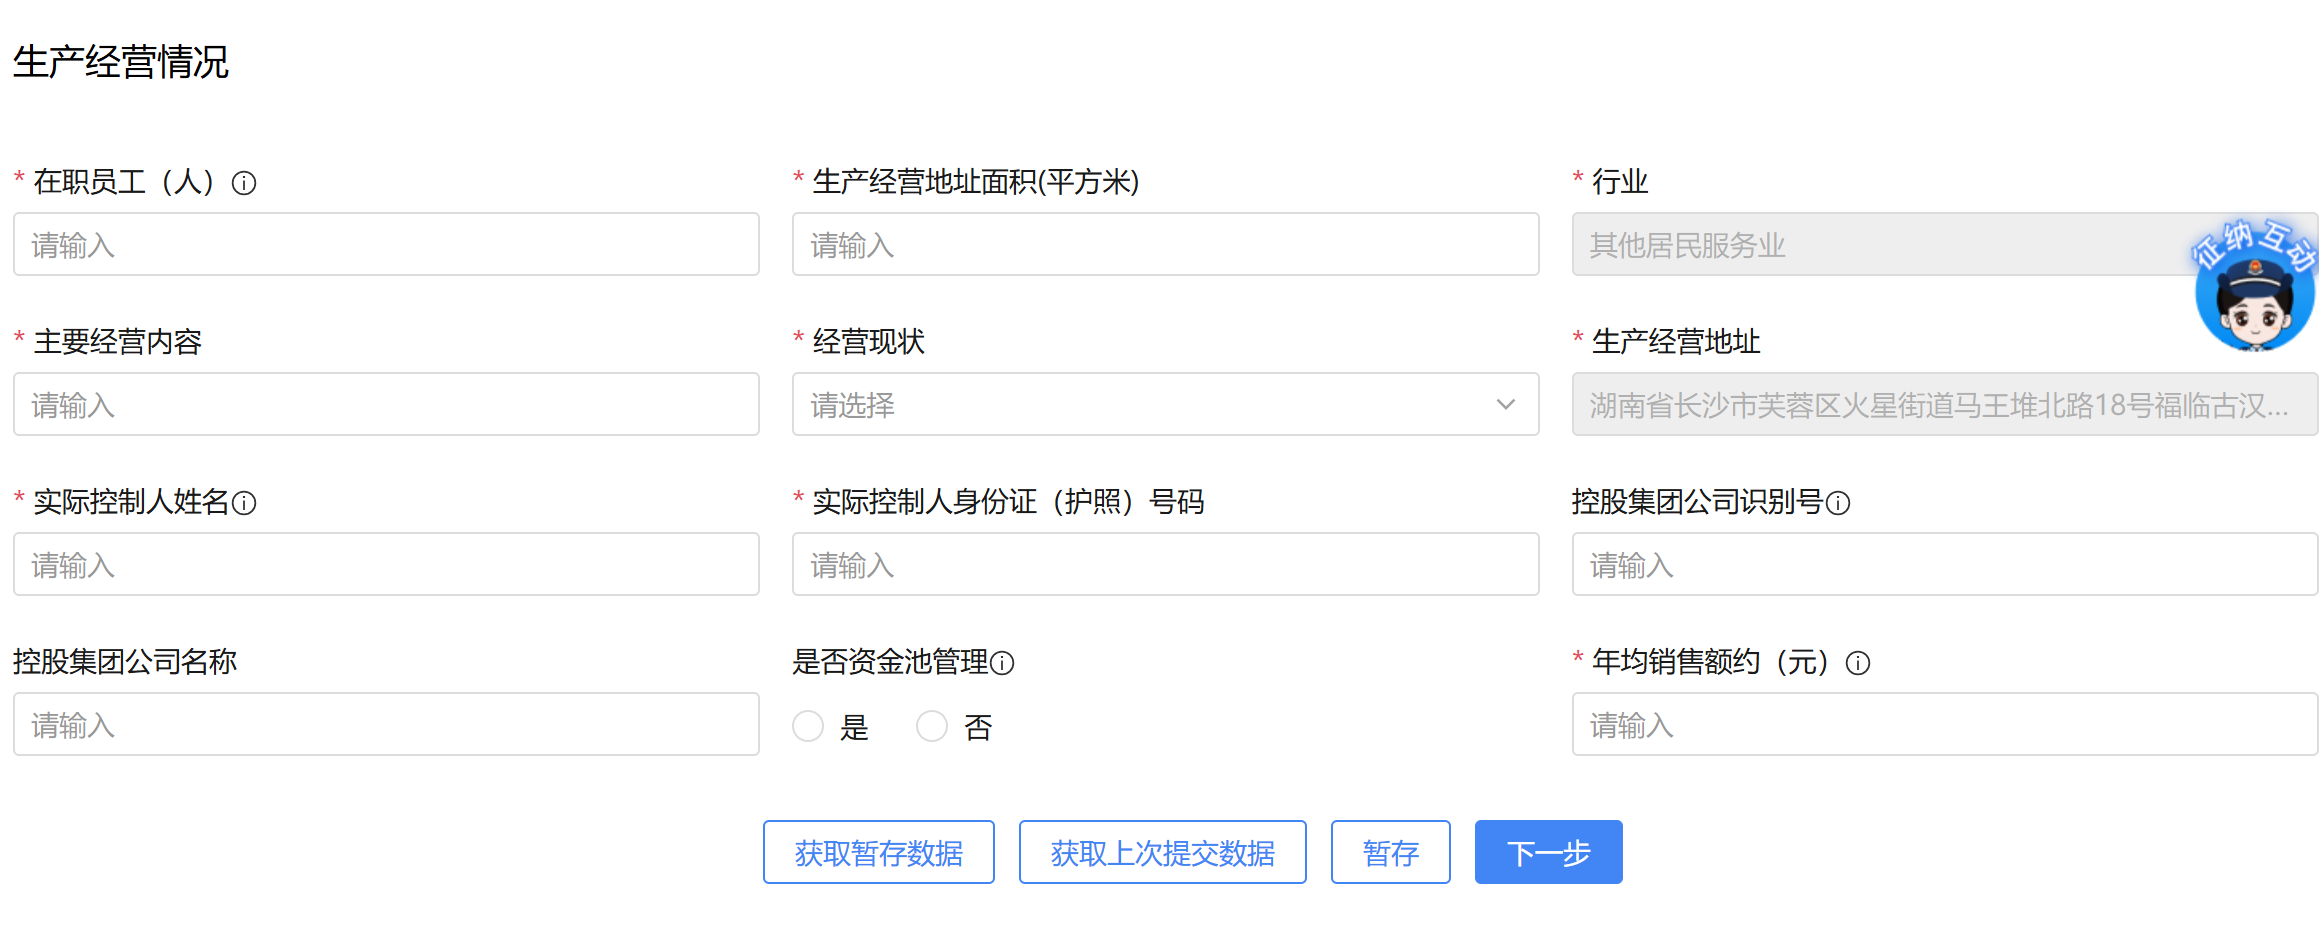 生产经营情况
* 在职员工（人）
* 生产经营地址面积(平方米)
* 行业
请输入
请输入
其他居民服务业
征纳互动
* 主要经营内容
* 经营现状
* 生产经营地址
请输入
请选择
湖南省长沙市芙蓉区火星街道马王堆北路18号福临古汉...
* 实际控制人姓名
* 实际控制人身份证（护照）号码
控股集团公司识别号
请输入
请输入
请输入
控股集团公司名称
是否资金池管理
* 年均销售额约（元）
请输入
是
否
请输入
获取暂存数据
获取上次提交数据
暂存
下一步